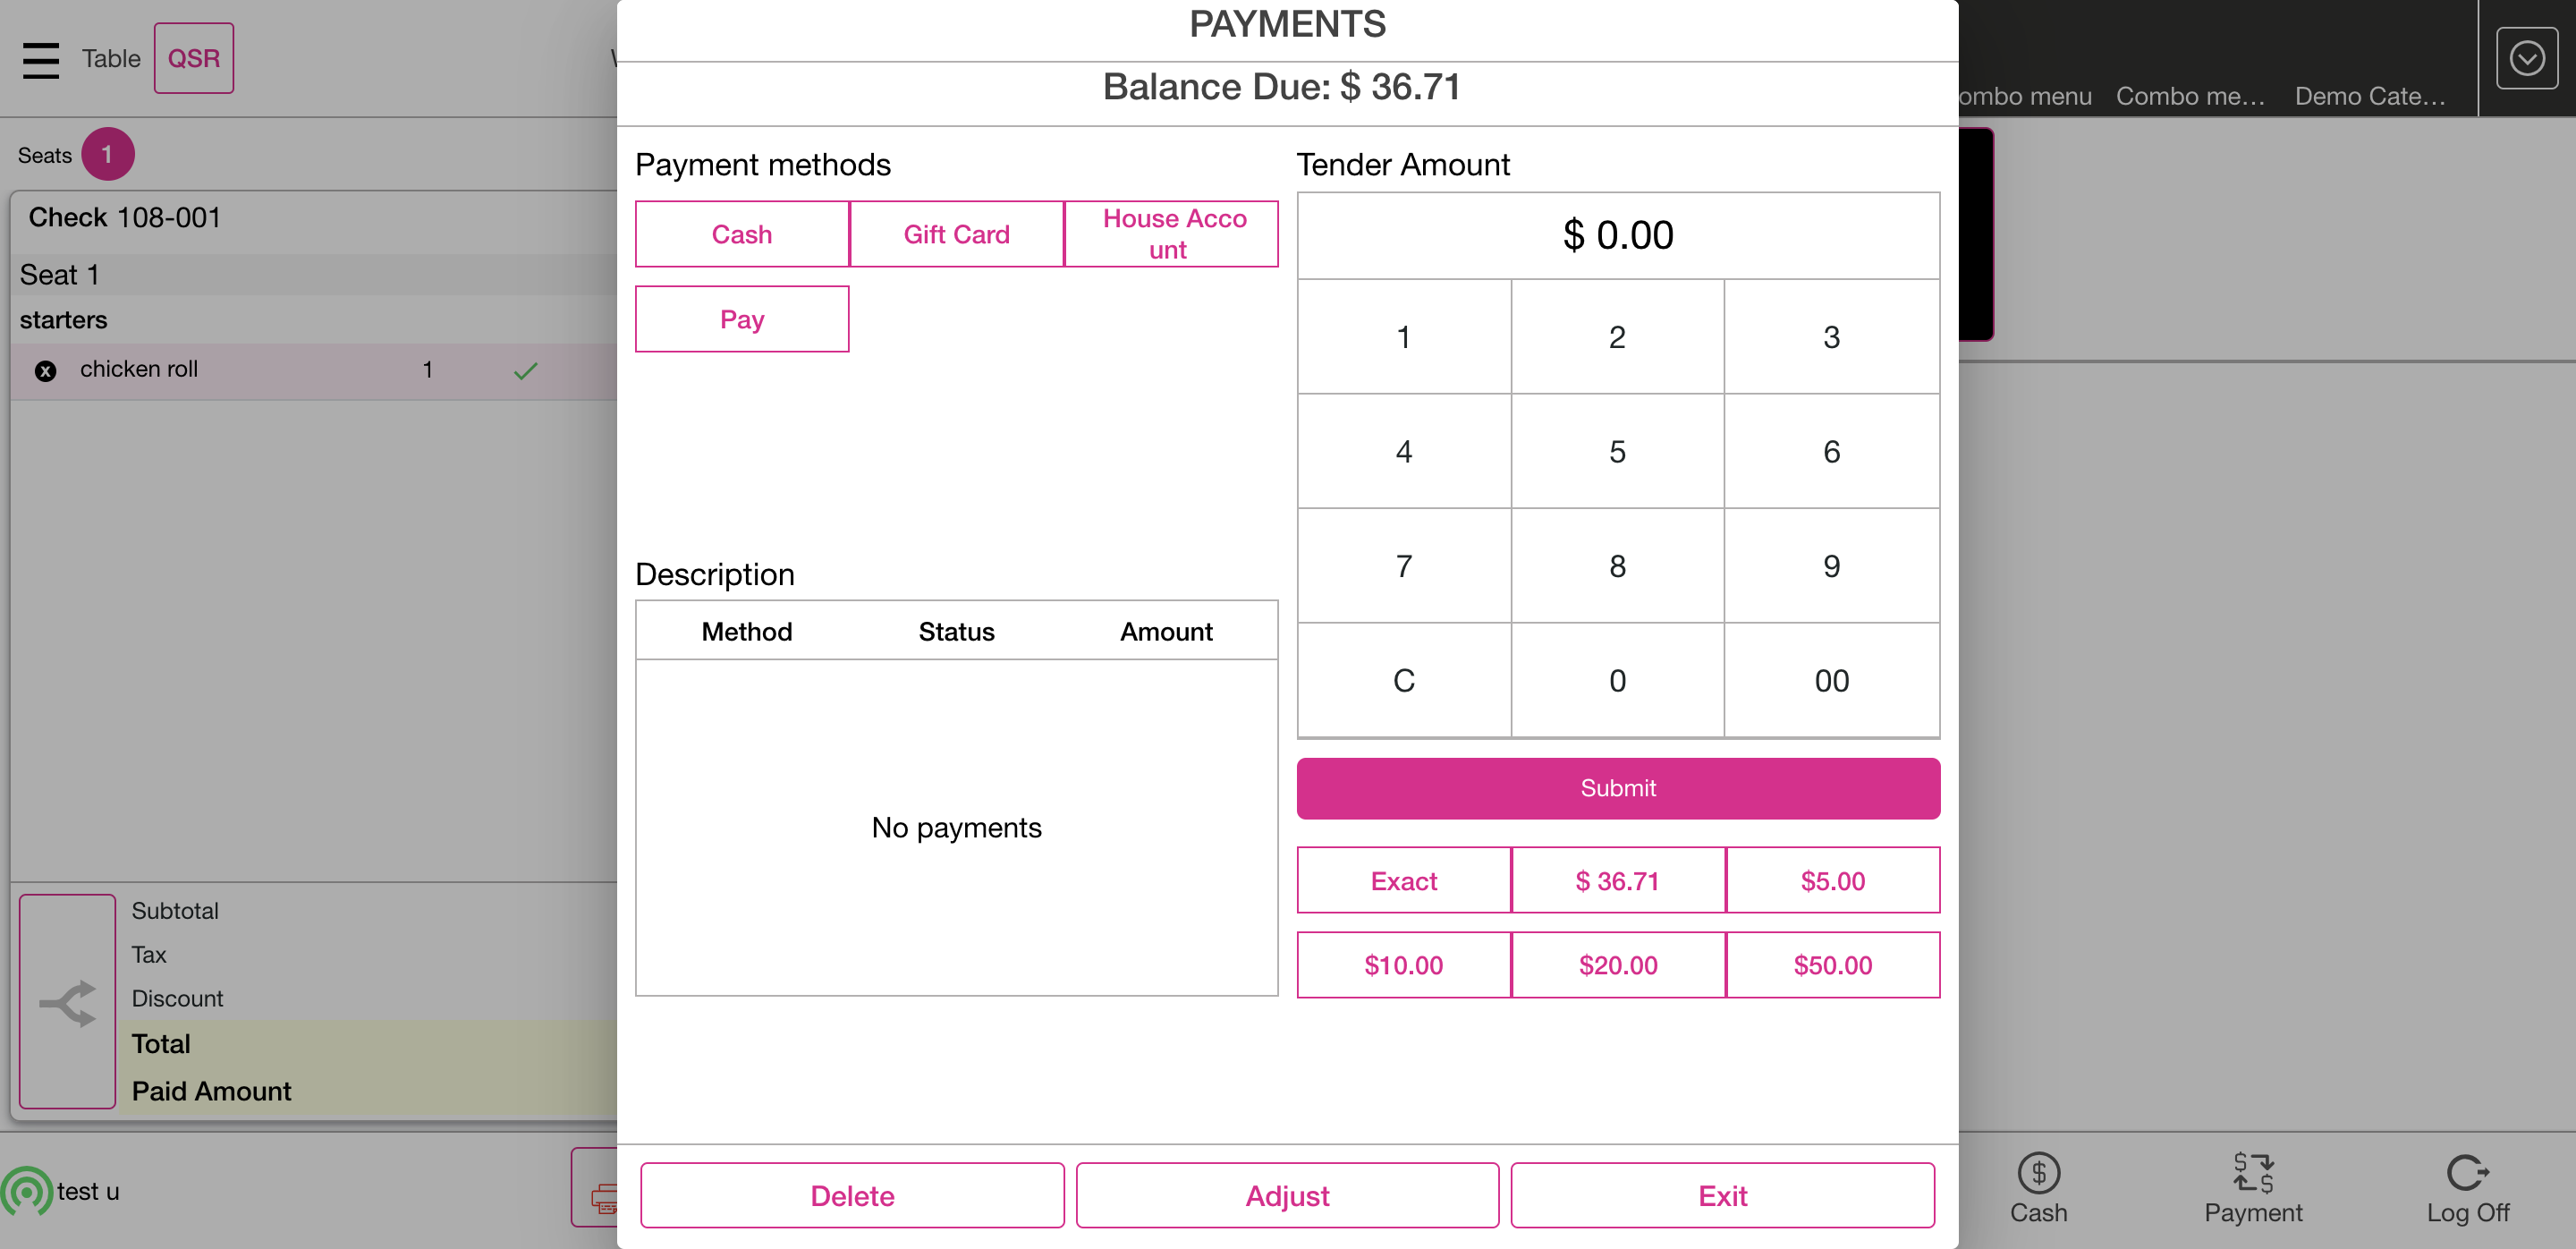 PAYMENTS
Balance Due: $ 36.71
Table
QSR
ombo menu
Combo me...
Demo Cate...
Seats
1
Check 108-001
Seat 1
starters
chicken roll
1
Payment methods
Cash
Gift Card
House Acco
unt
Pay
Tender Amount
$ 0.00
1
2
3
4
5
6
7
8
9
C
0
00
Submit
Exact
$ 36.71
$5.00
$10.00
$20.00
$50.00
Description
Method
Status
Amount
No payments
Subtotal
Tax
Discount
Total
Paid Amount
test u
Delete
Adjust
Exit
Cash
Payment
Log Off